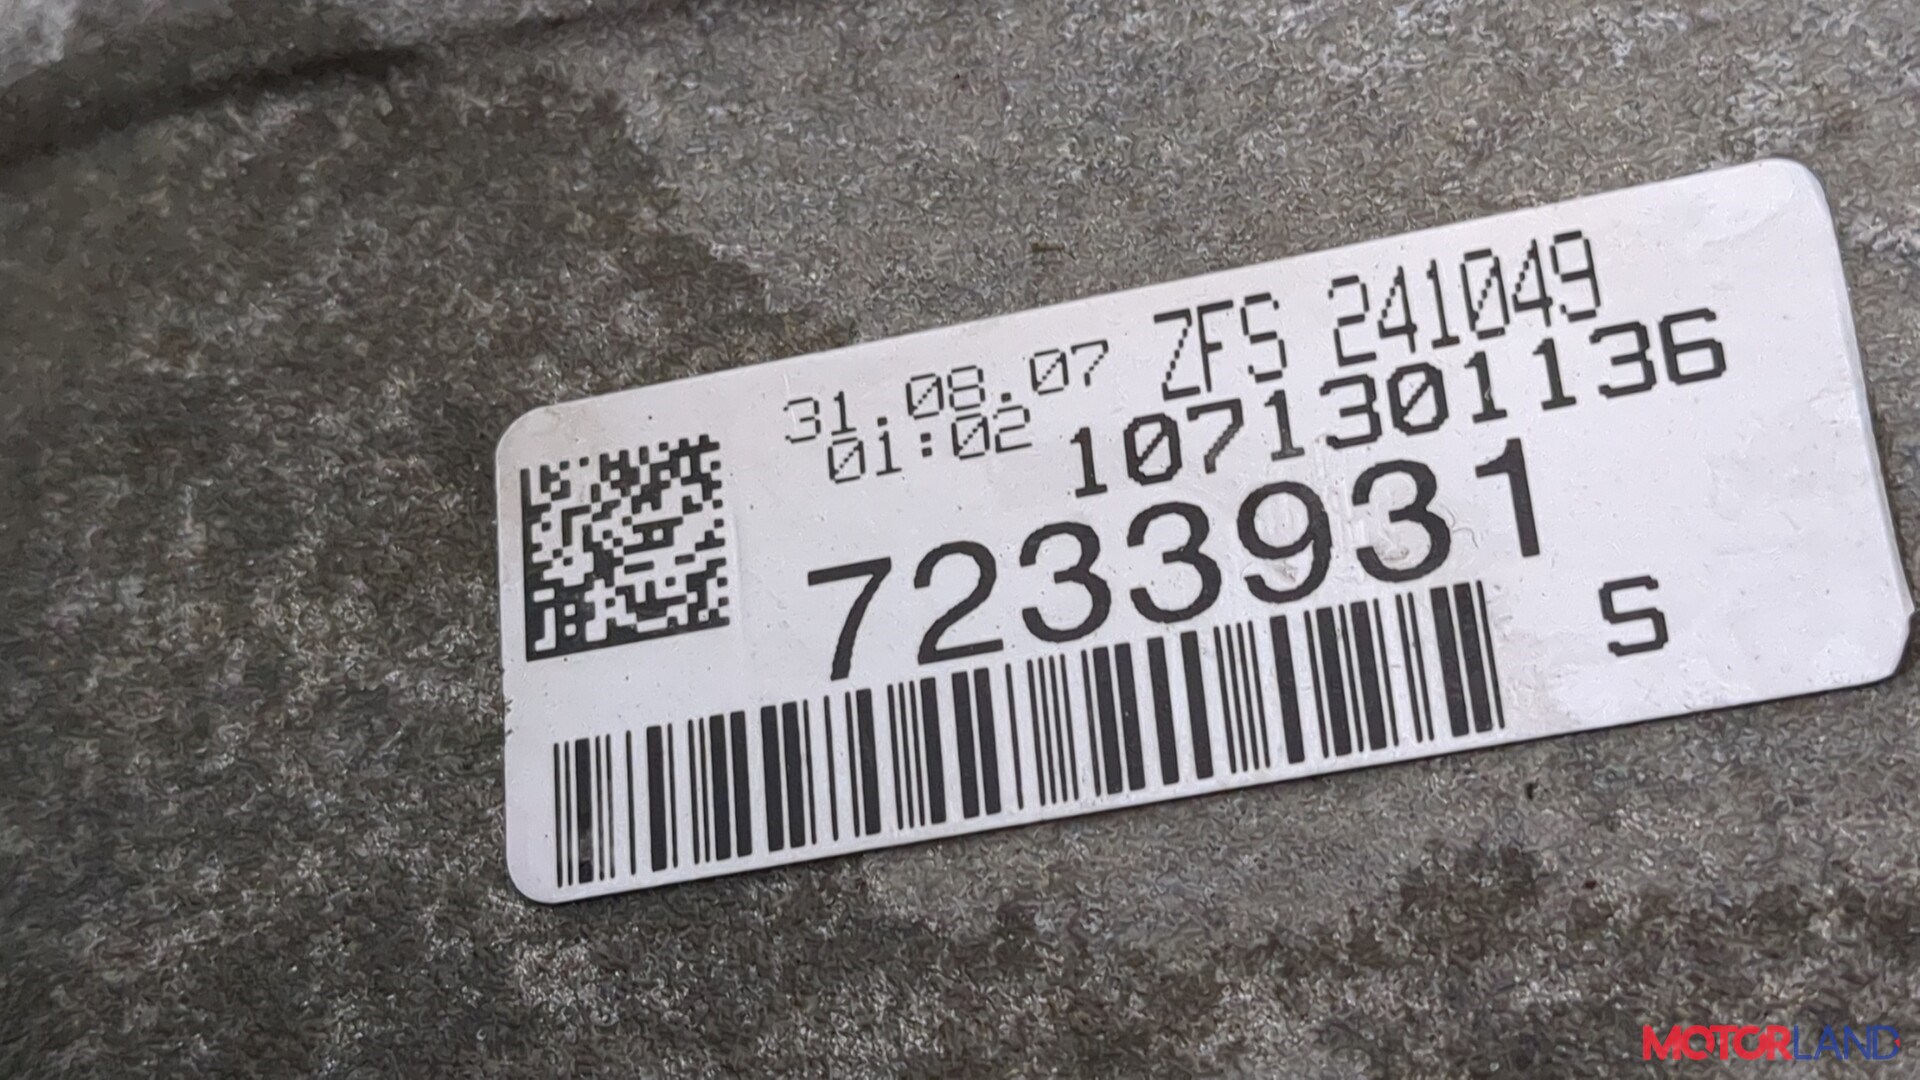 31.08.07 ZFS 241049
01:02 1071301136
7233931
S
MOTORLAND